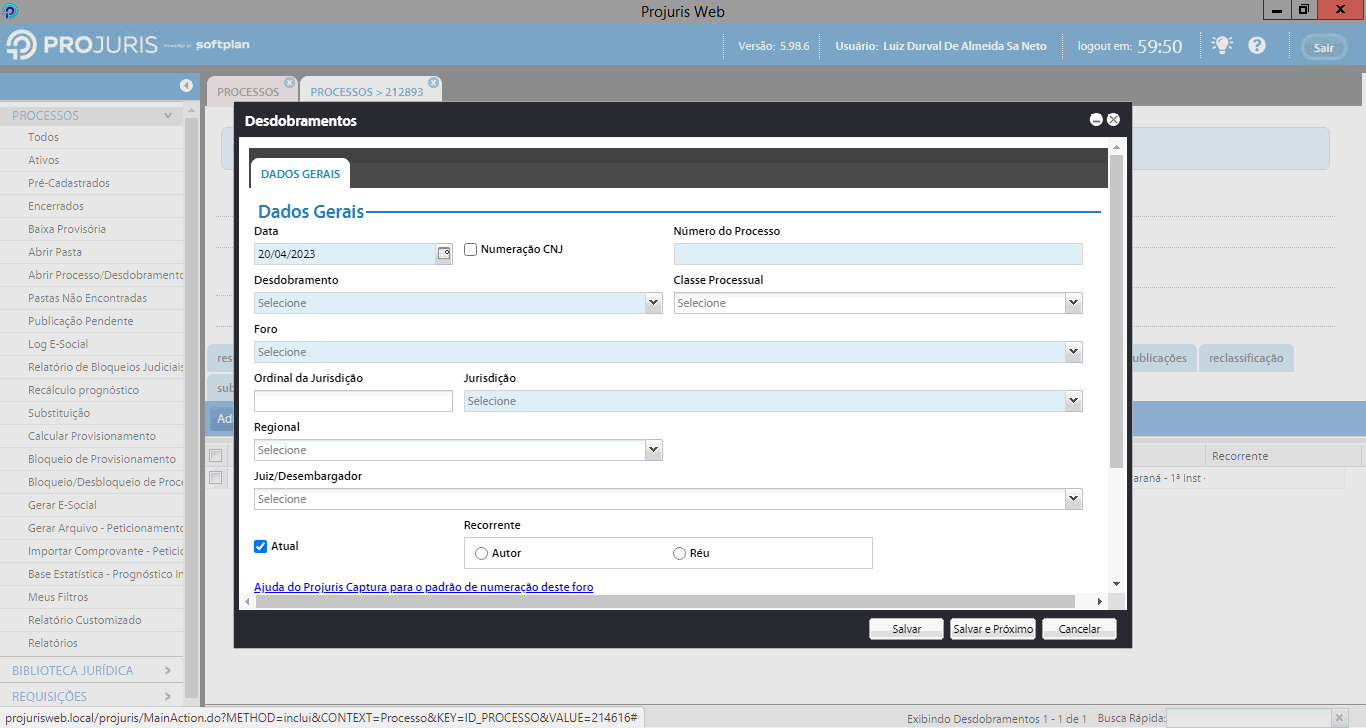 Projuris Web
PROJURIS POWERED BY softplan
Versão: 5.98.6
Usuário: Luiz Durval De Almeida Sa Neto
logout em: 59:50
Sair
PROCESSOS
PROCESSOS > 212893
PROCESSOS
Todos
Ativos
Pré-Cadastrados
Encerrados
Baixa Provisória
Abrir Pasta
Abrir Processo/Desdobramento
Pastas Não Encontradas
Publicação Pendente
Log E-Social
Relatório de Bloqueios Judiciais
Recálculo prognóstico
Substituição
Calcular Provisionamento
Bloqueio de Provisionamento
Bloqueio/Desbloqueio de Proce
Gerar E-Social
Gerar Arquivo - Peticionamento
Importar Comprovante - Petici
Base Estatística - Prognóstico In
Meus Filtros
Relatório Customizado
Relatórios
BIBLIOTECA JURÍDICA
REQUISIÇÕES
Desdobramentos
DADOS GERAIS
Dados Gerais
Data
Número do Processo
20/04/2023
Numeração CNJ
Desdobramento
Classe Processual
Selecione
Selecione
Foro
Selecione
Ordinal da Jurisdição
Jurisdição
Selecione
Regional
Selecione
Juiz/Desembargador
Selecione
Recorrente
Atual
Autor
Réu
Ajuda do Projuris Captura para o padrão de numeração deste foro
Salvar
Salvar e Próximo
Cancelar
res
ublicações
reclassificação
sub
Ad
Recorrente
araná - 1ª Inst
projurisweb.local/projuris/MainAction.do?METHOD=inclui&CONTEXT=Processo&KEY=ID_PROCESSO&VALUE=214616#
Exibindo Desdobramentos 1 - 1 de 1
Busca Rápida: